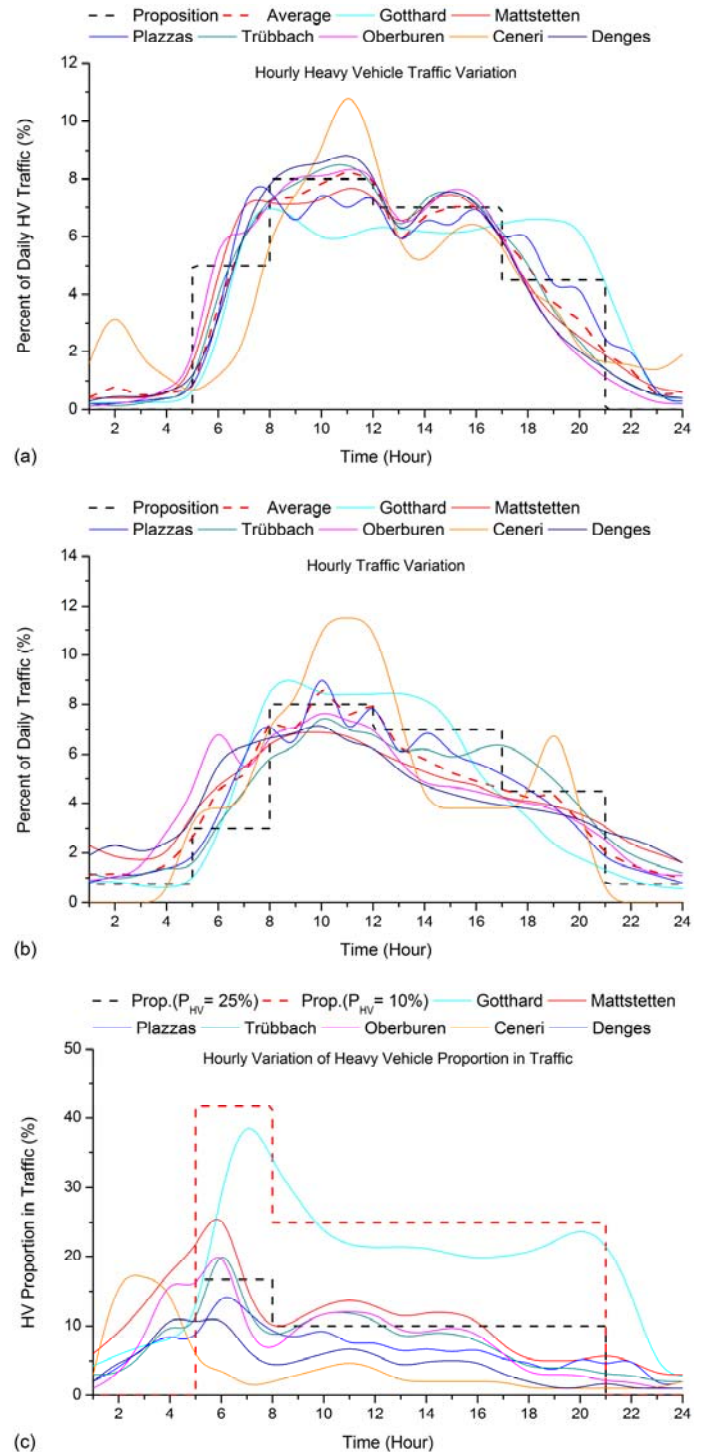 Proposition Average Gotthard Mattstetten
Plazzas Trübbach Oberburen Ceneri Denges
Hourly Heavy Vehicle Traffic Variation
Percent of Daily HV Traffic (%)
12
10
8
6
4
2
0
2 4 6 8 10 12 14 16 18 20 22 24
(a)
Time (Hour)
Proposition Average Gotthard Mattstetten
Plazzas Trübbach Oberburen Ceneri Denges
Hourly Traffic Variation
Percent of Daily Traffic (%)
14
12
10
8
6
4
2
0
2 4 6 8 10 12 14 16 18 20 22 24
(b)
Time (Hour)
Prop.(P_HV= 25%) Prop.(P_HV= 10%) Gotthard Mattstetten
Plazzas Trübbach Oberburen Ceneri Denges
Hourly Variation of Heavy Vehicle Proportion in Traffic
HV Proportion in Traffic (%)
50
40
30
20
10
0
2 4 6 8 10 12 14 16 18 20 22 24
(c)
Time (Hour)